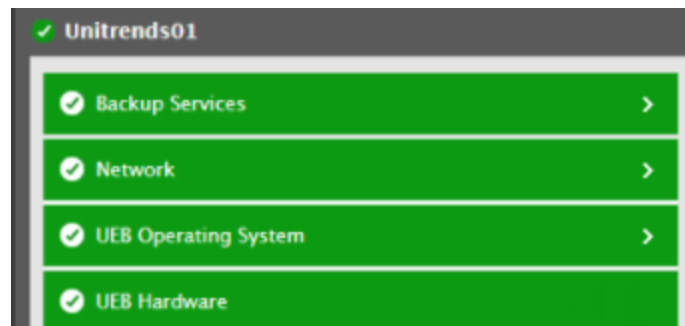 Unitrends01
Backup Services
Network
UEB Operating System
UEB Hardware